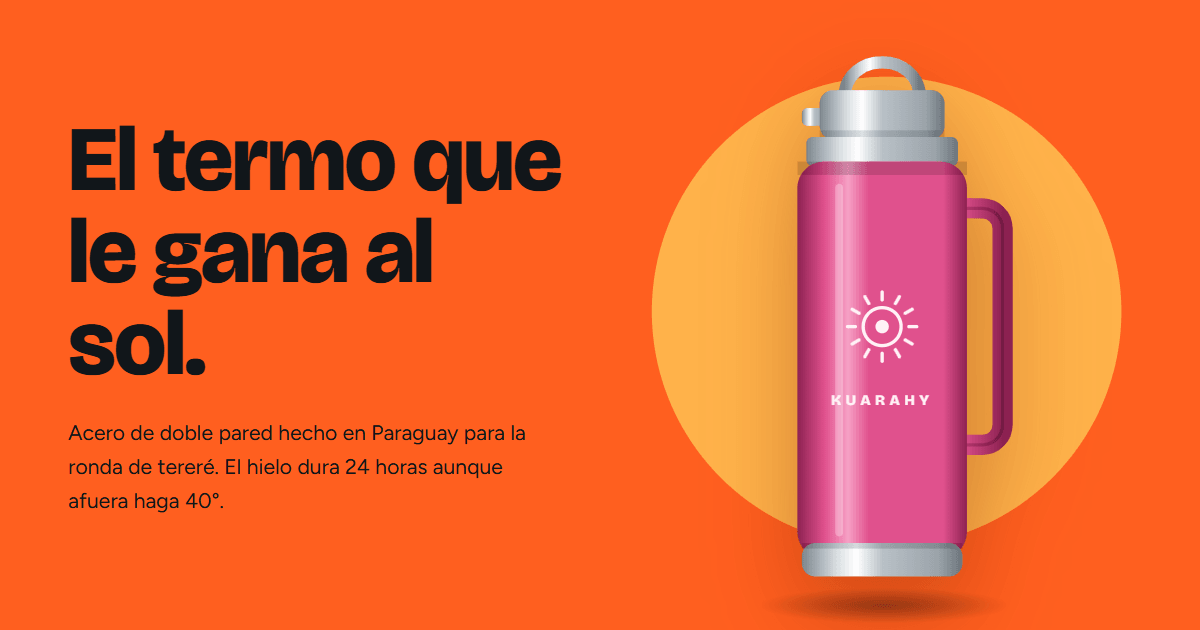 El termo que
le gana al
sol.
Acero de doble pared hecho en Paraguay para la
ronda de tereré. El hielo dura 24 horas aunque
afuera haga 40°.
KUARAHY